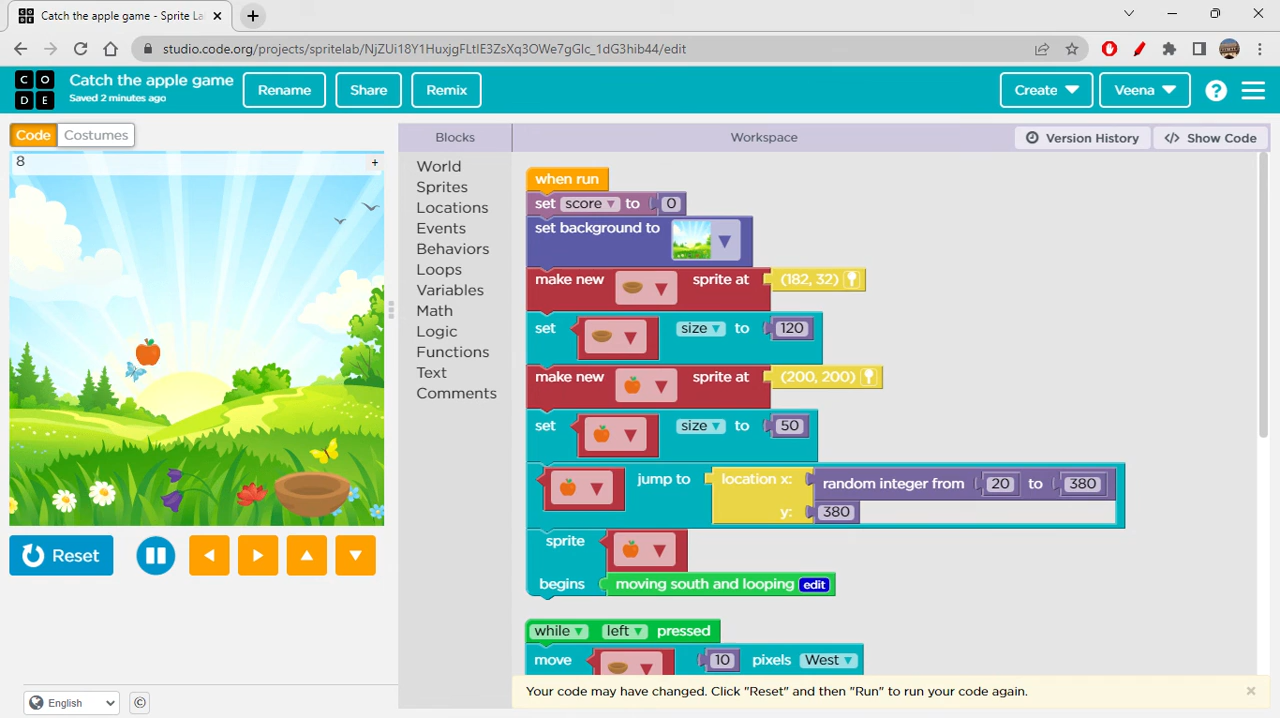 Catch the apple game - Sprite La
studio.code.org/projects/spritelab/NjZUi18Y1HuxjgFLtIE3ZsXq3OWe7gGlc_1dG3hib44/edit
C O D E
Catch the apple game
Saved 2 minutes ago
Rename
Share
Remix
Create
Veena
?
Code
Costumes
Blocks
Workspace
Version History
</> Show Code
8
+
Reset
English
©
World
Sprites
Locations
Events
Behaviors
Loops
Variables
Math
Logic
Functions
Text
Comments
when run
set score to 0
set background to
make new sprite at (182, 32)
set size to 120
make new sprite at (200, 200)
set size to 50
jump to location x: random integer from 20 to 380
y: 380
sprite
begins moving south and looping edit
while left pressed
move 10 pixels West
Your code may have changed. Click "Reset" and then "Run" to run your code again.